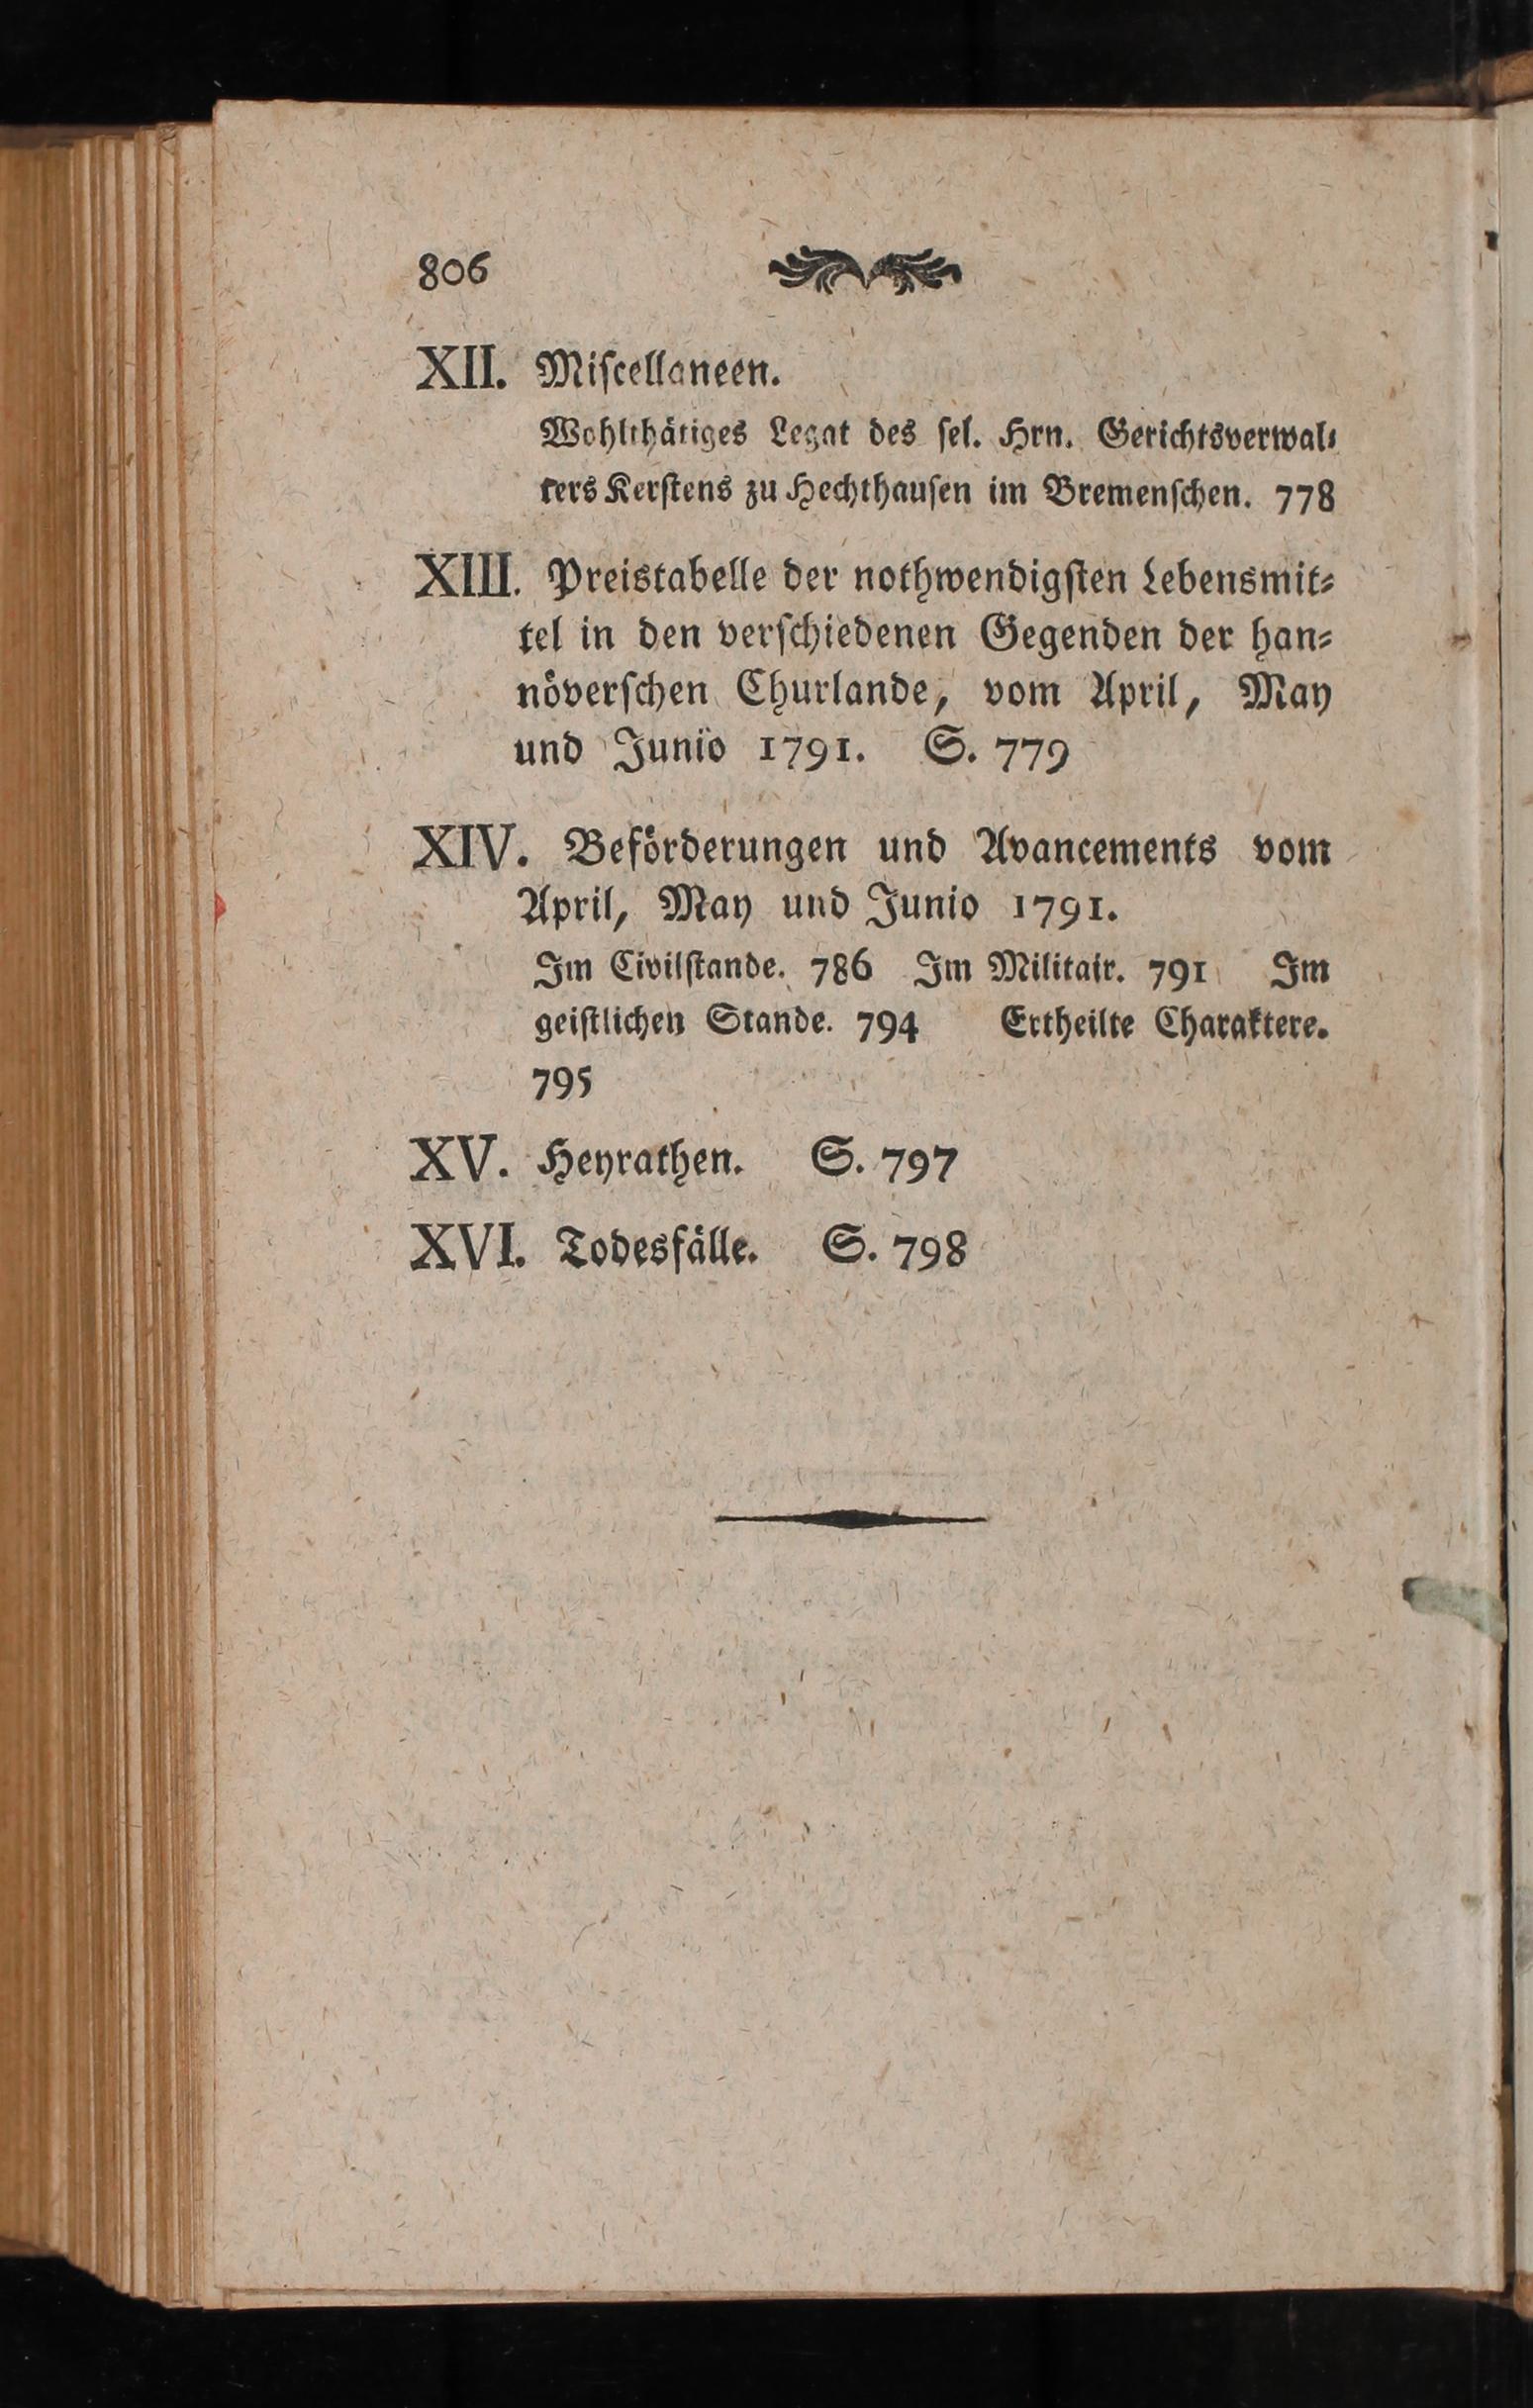 806
XII. Miſcellaneen.
Wohlthätiges Legat des ſel. Hrn. Gerichtsverwal⸗
ters Kerſtens zu Hechthauſen im Bremenſchen. 778
XIII. Preistabelle der nothwendigſten Lebensmit⸗
tel in den verſchiedenen Gegenden der han⸗
növerſchen Churlande, vom April, May
und Junio 1791. S. 779
XIV. Beförderungen und Avancements vom
April, May und Junio 1791.
Im Civilſtande. 786 Im Militair. 791 Im
geiſtlichen Stande. 794 Ertheilte Charaktere.
795
XV. Heyrathen. S. 797
XVI. Todesfälle. S. 798